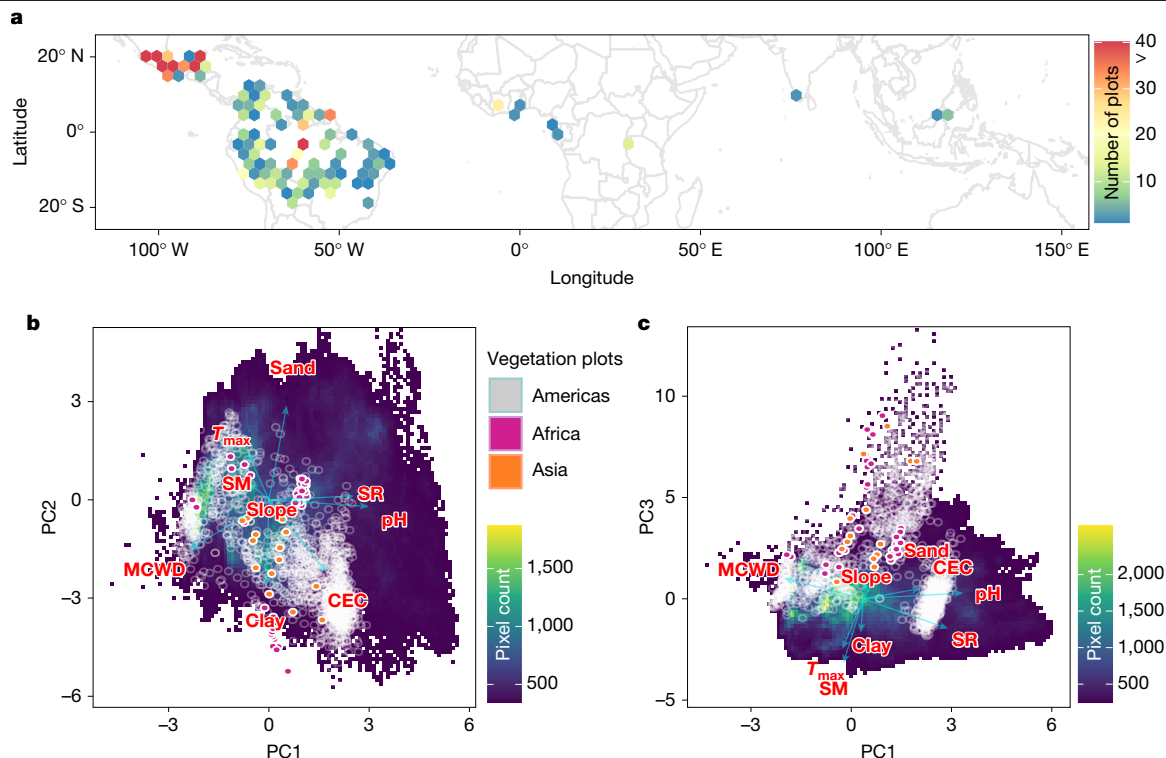 a
20° N
0°
20° S
Latitude
100° W
50° W
0°
50° E
100° E
150° E
Longitude
40
>
30
20
10
Number of plots
b
3
0
−3
−6
PC2
−3
0
3
6
PC1
Sand
Tmax
SM
Slope
SR
pH
MCWD
CEC
Clay
Vegetation plots
Americas
Africa
Asia
1,500
1,000
500
Pixel count
c
10
5
0
−5
PC3
−3
0
3
6
PC1
Sand
CEC
MCWD
Slope
pH
SR
Clay
Tmax
SM
2,000
1,500
1,000
500
Pixel count